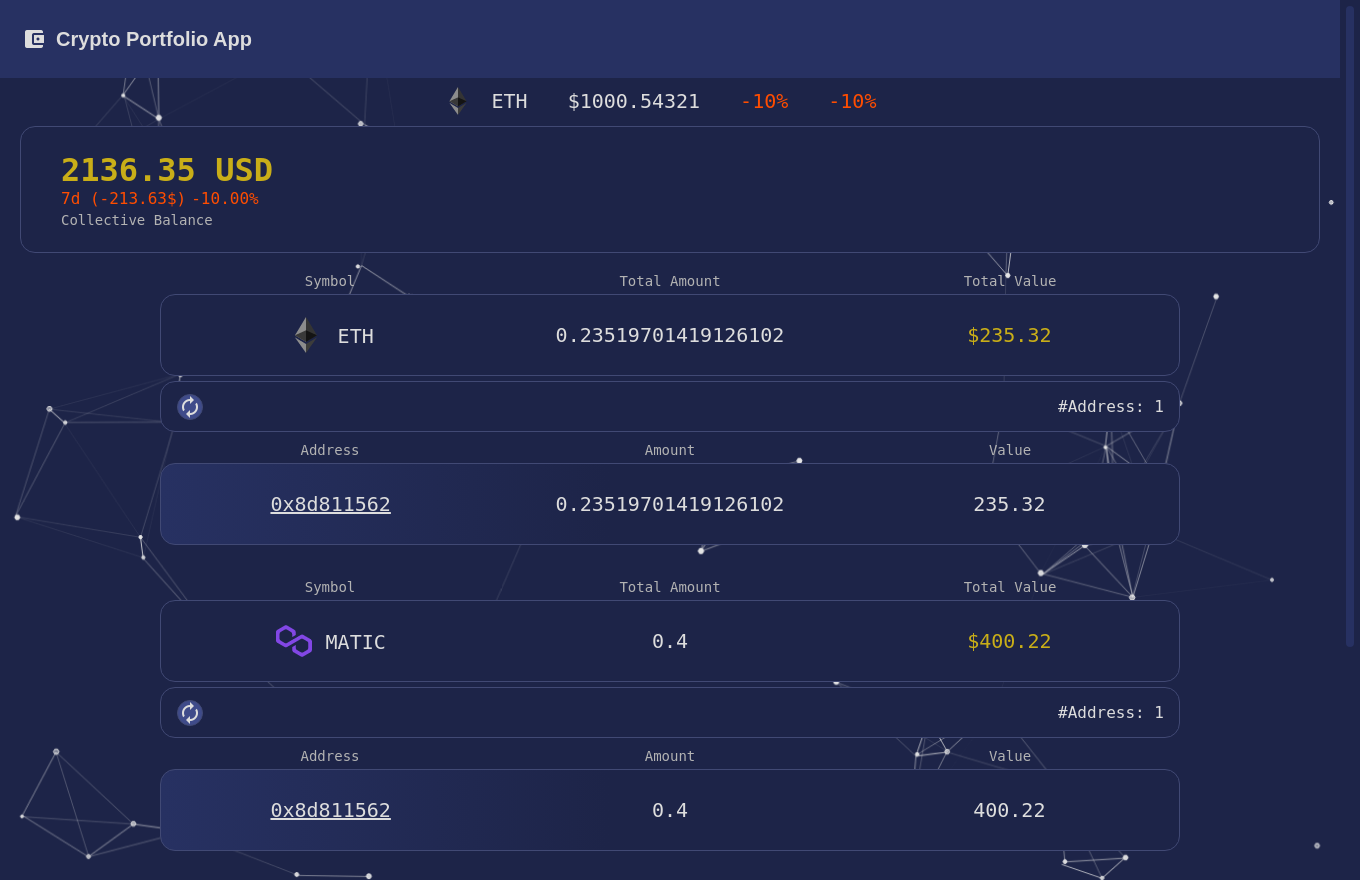 Crypto Portfolio App
ETH $1000.54321 -10% -10%
2136.35 USD
7d (-213.63$) -10.00%
Collective Balance
Symbol Total Amount Total Value
ETH 0.23519701419126102 $235.32
#Address: 1
Address Amount Value
0x8d811562 0.23519701419126102 235.32
Symbol Total Amount Total Value
MATIC 0.4 $400.22
#Address: 1
Address Amount Value
0x8d811562 0.4 400.22